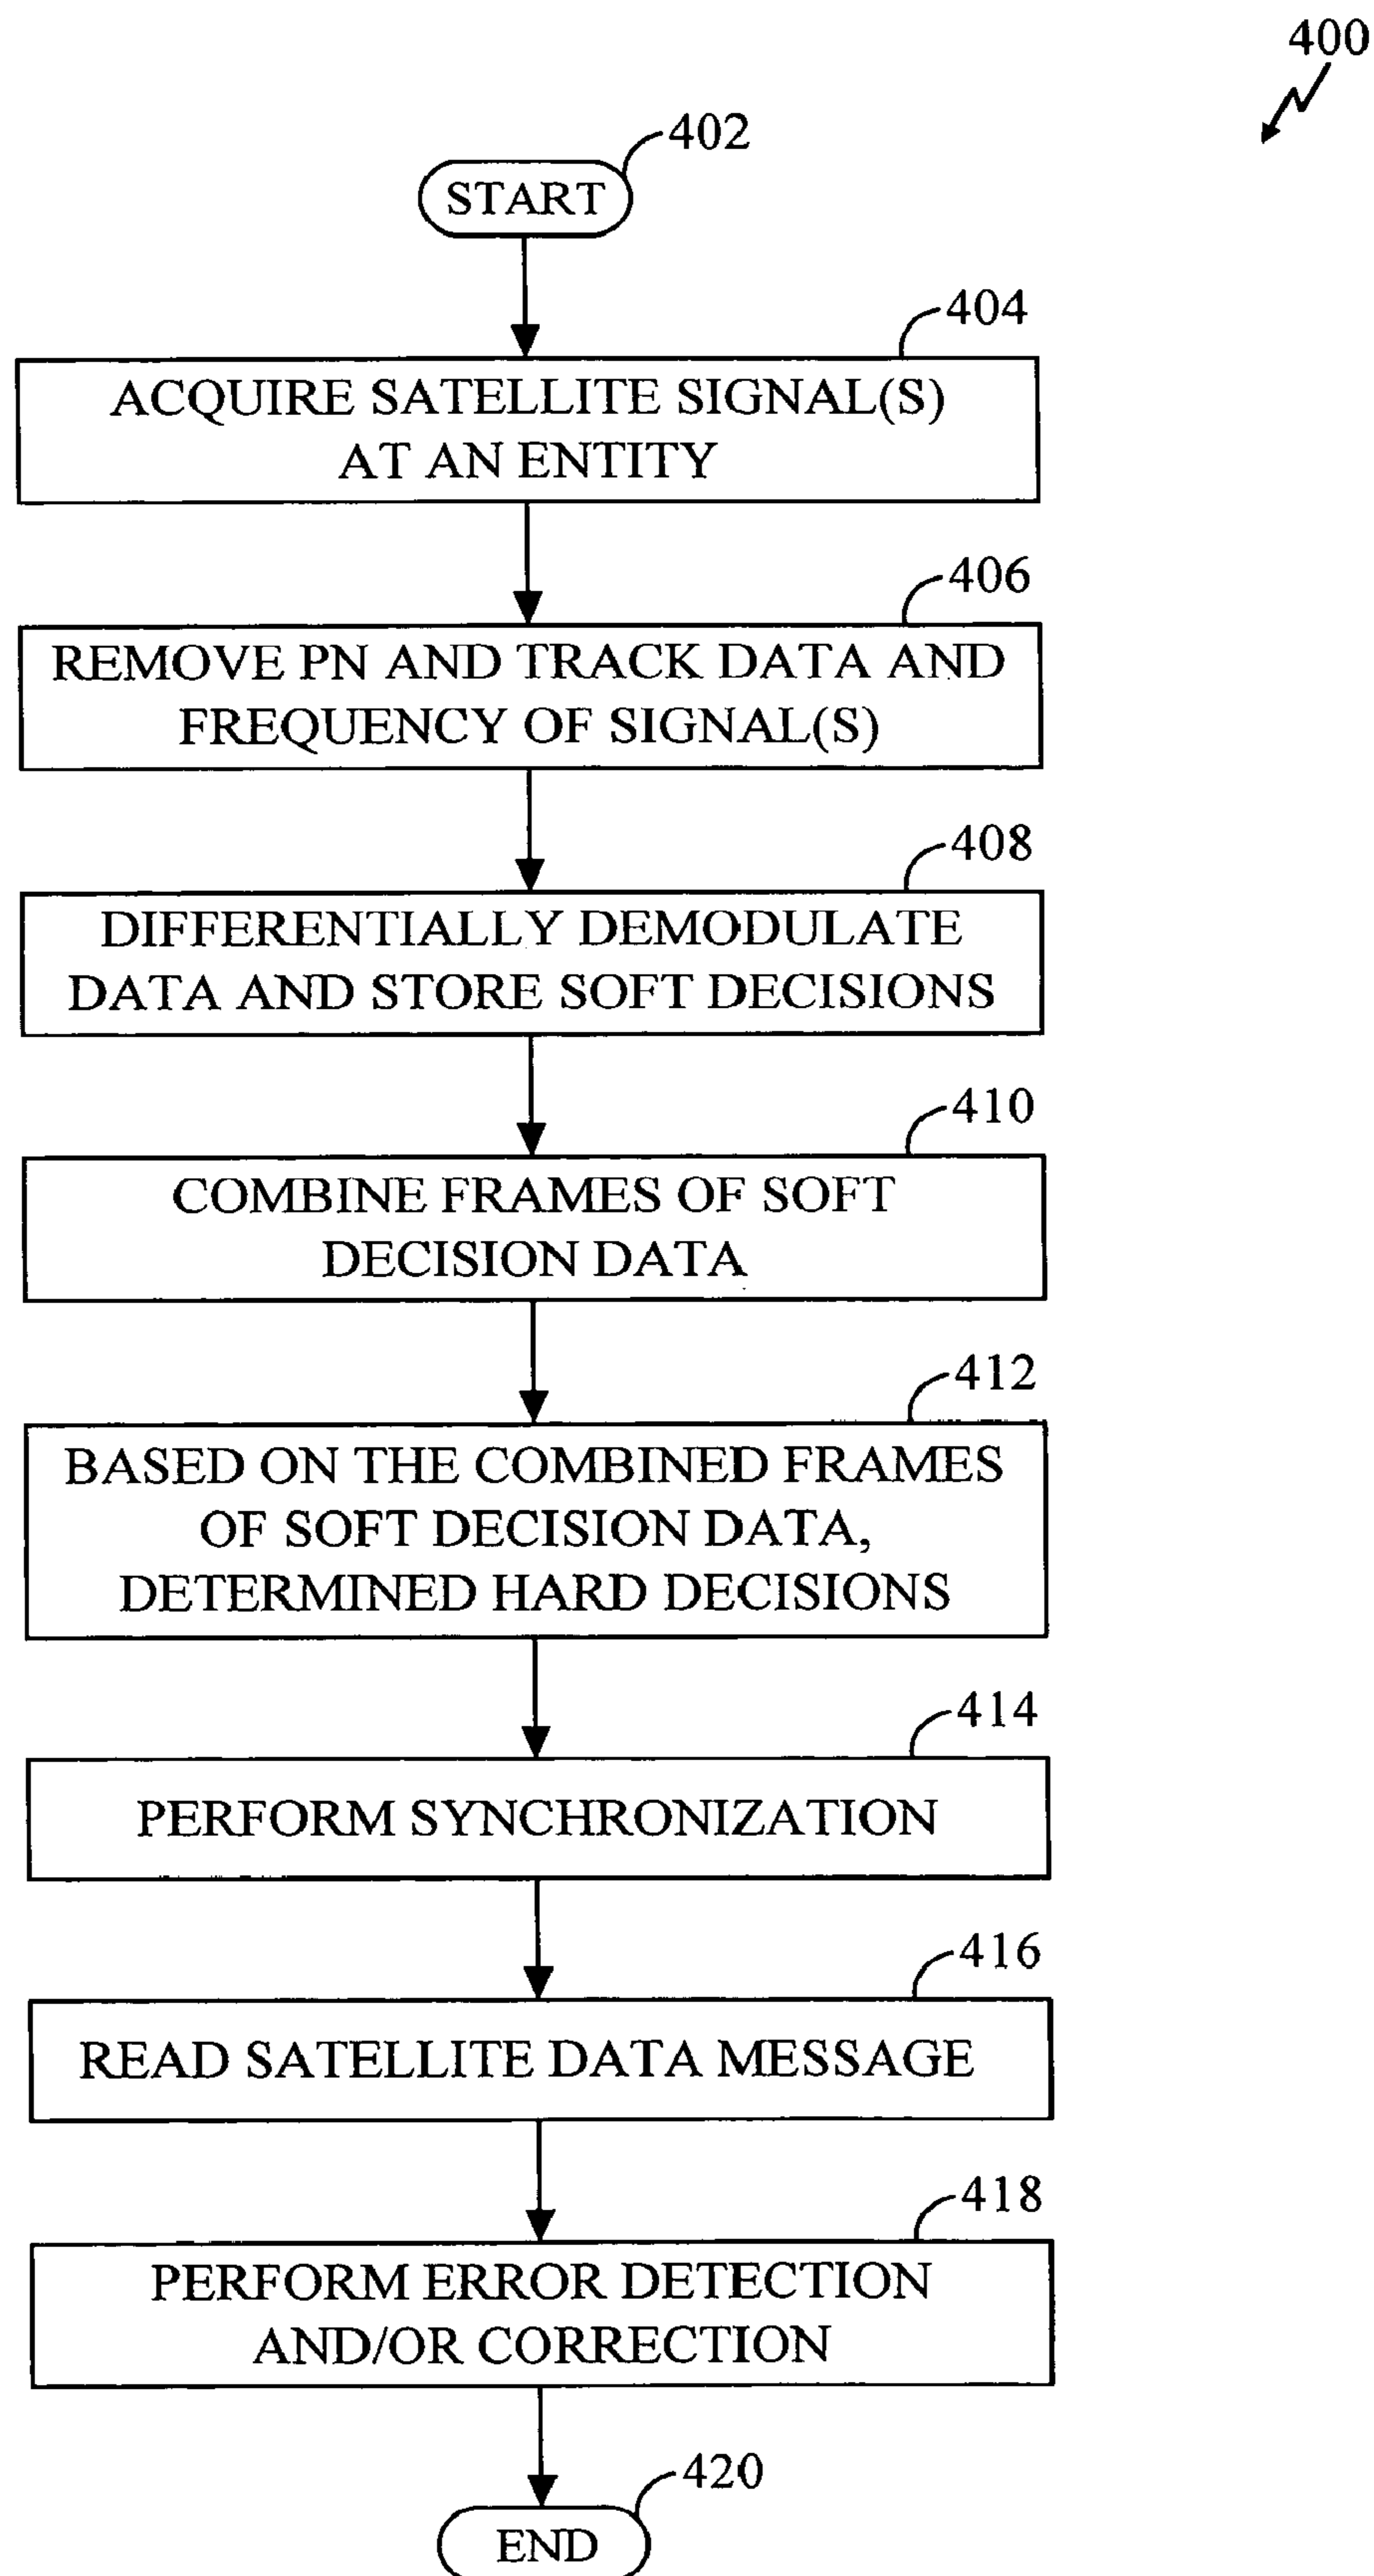 400
402
START
404
ACQUIRE SATELLITE SIGNAL(S)
AT AN ENTITY
406
REMOVE PN AND TRACK DATA AND
FREQUENCY OF SIGNAL(S)
408
DIFFERENTIALLY DEMODULATE
DATA AND STORE SOFT DECISIONS
410
COMBINE FRAMES OF SOFT
DECISION DATA
412
BASED ON THE COMBINED FRAMES
OF SOFT DECISION DATA,
DETERMINED HARD DECISIONS
414
PERFORM SYNCHRONIZATION
416
READ SATELLITE DATA MESSAGE
418
PERFORM ERROR DETECTION
AND/OR CORRECTION
420
END